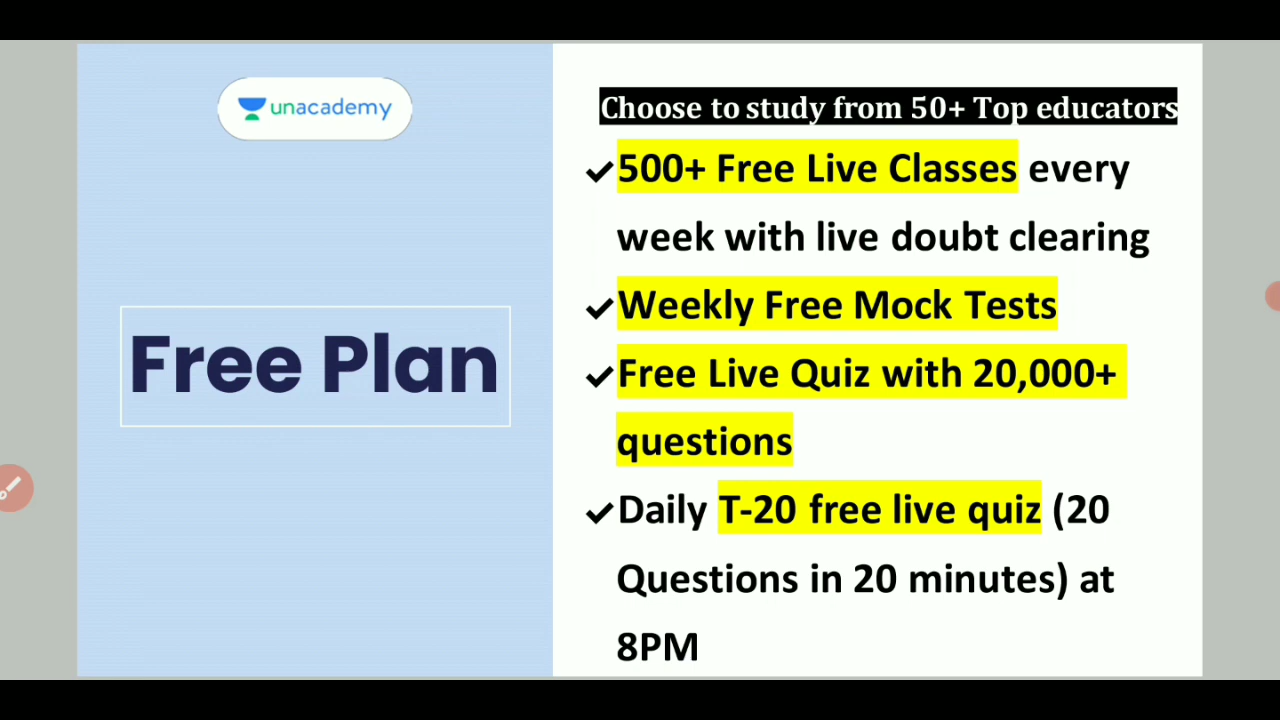 unacademy
Free Plan
Choose to study from 50+ Top educators
500+ Free Live Classes every
week with live doubt clearing
Weekly Free Mock Tests
Free Live Quiz with 20,000+
questions
Daily T-20 free live quiz (20
Questions in 20 minutes) at
8PM